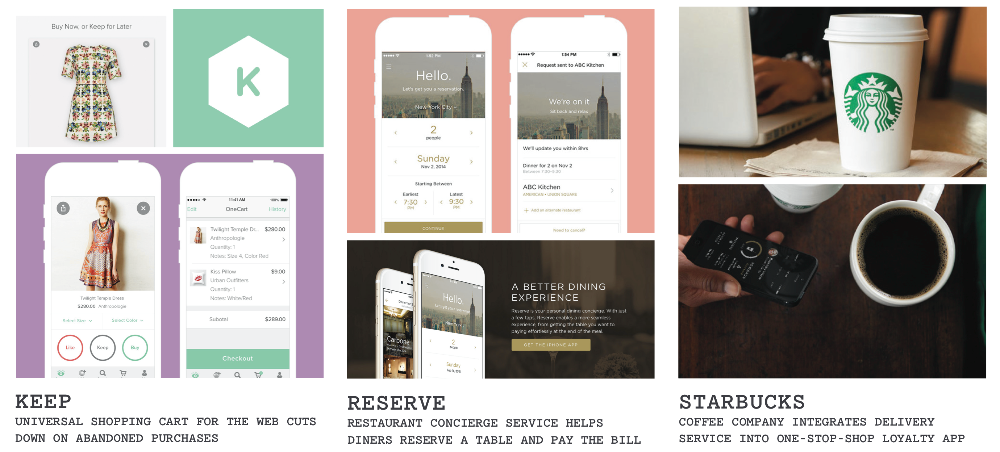 Buy Now, or Keep for Later
K
Twilight Temple Dress
$280.00 Anthropologie
Select Size
Select Color
Like
Keep
Buy
11:41 AM
100%
Edit
OneCart
History
Twilight Temple Dr... $280.00
Anthropologie
Quantity: 1
Notes: Size 4, Color Red
Kiss Pillow $9.00
Urban Outfitters
Quantity: 1
Notes: White/Red
Subotal $289.00
Checkout
KEEP
UNIVERSAL SHOPPING CART FOR THE WEB CUTS
DOWN ON ABANDONED PURCHASES
1:52 PM
Hello.
Let's get you a reservation.
New York City
2
people
Sunday
Nov 2, 2014
Starting Between
Earliest
7:30
PM
Latest
9:30
PM
CONTINUE
1:54 PM
Request sent to ABC Kitchen
We're on it
Sit back and relax
We'll update you within 8hrs
Dinner for 2 on Nov 2
Between 7:30-9:30
ABC Kitchen
AMERICAN • UNION SQUARE
+ Add an alternate restaurant
Need to cancel?
Dinner for 2
Carbone
ITALIAN • GREENWICH
Michelin Star 2014
9:41 AM
Hello.
Let's get you a reservation.
New York
2
people
Sunday
Feb 14, 2015
A BETTER DINING
EXPERIENCE
Reserve is your personal dining concierge. With just
a few taps, Reserve enables a more seamless
experience, from getting the table you want to
paying effortlessly at the end of the meal.
GET THE IPHONE APP
RESERVE
RESTAURANT CONCIERGE SERVICE HELPS
DINERS RESERVE A TABLE AND PAY THE BILL
TM
STARBUCKS
COFFEE COMPANY INTEGRATES DELIVERY
SERVICE INTO ONE-STOP-SHOP LOYALTY APP